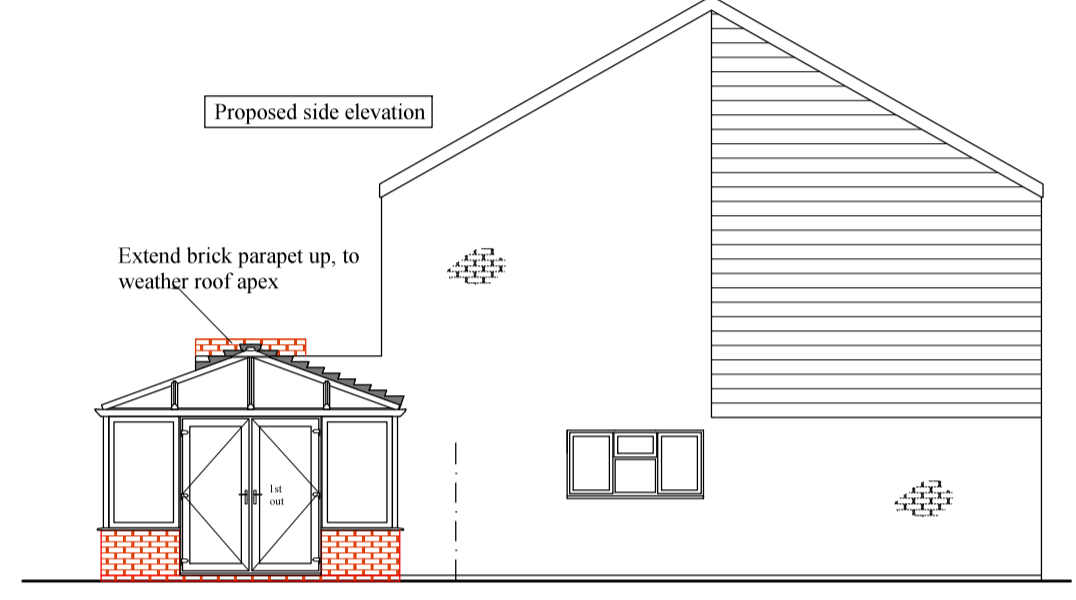 Proposed side elevation
Extend brick parapet up, to
weather roof apex
1st
out